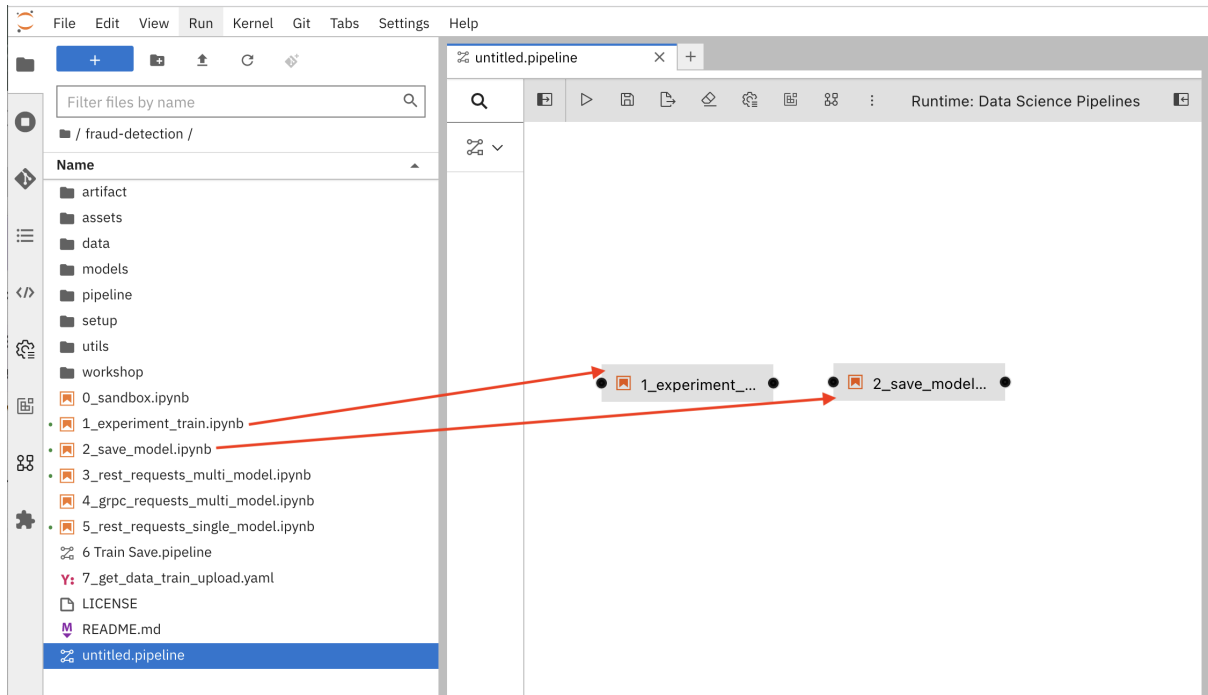 File Edit View Run Kernel Git Tabs Settings Help
+
Filter files by name
/ fraud-detection /
Name
artifact
assets
data
models
pipeline
setup
utils
workshop
0_sandbox.ipynb
1_experiment_train.ipynb
2_save_model.ipynb
3_rest_requests_multi_model.ipynb
4_grpc_requests_multi_model.ipynb
5_rest_requests_single_model.ipynb
6 Train Save.pipeline
Y: 7_get_data_train_upload.yaml
LICENSE
M README.md
untitled.pipeline
untitled.pipeline
+
Runtime: Data Science Pipelines
1_experiment_...
2_save_model...